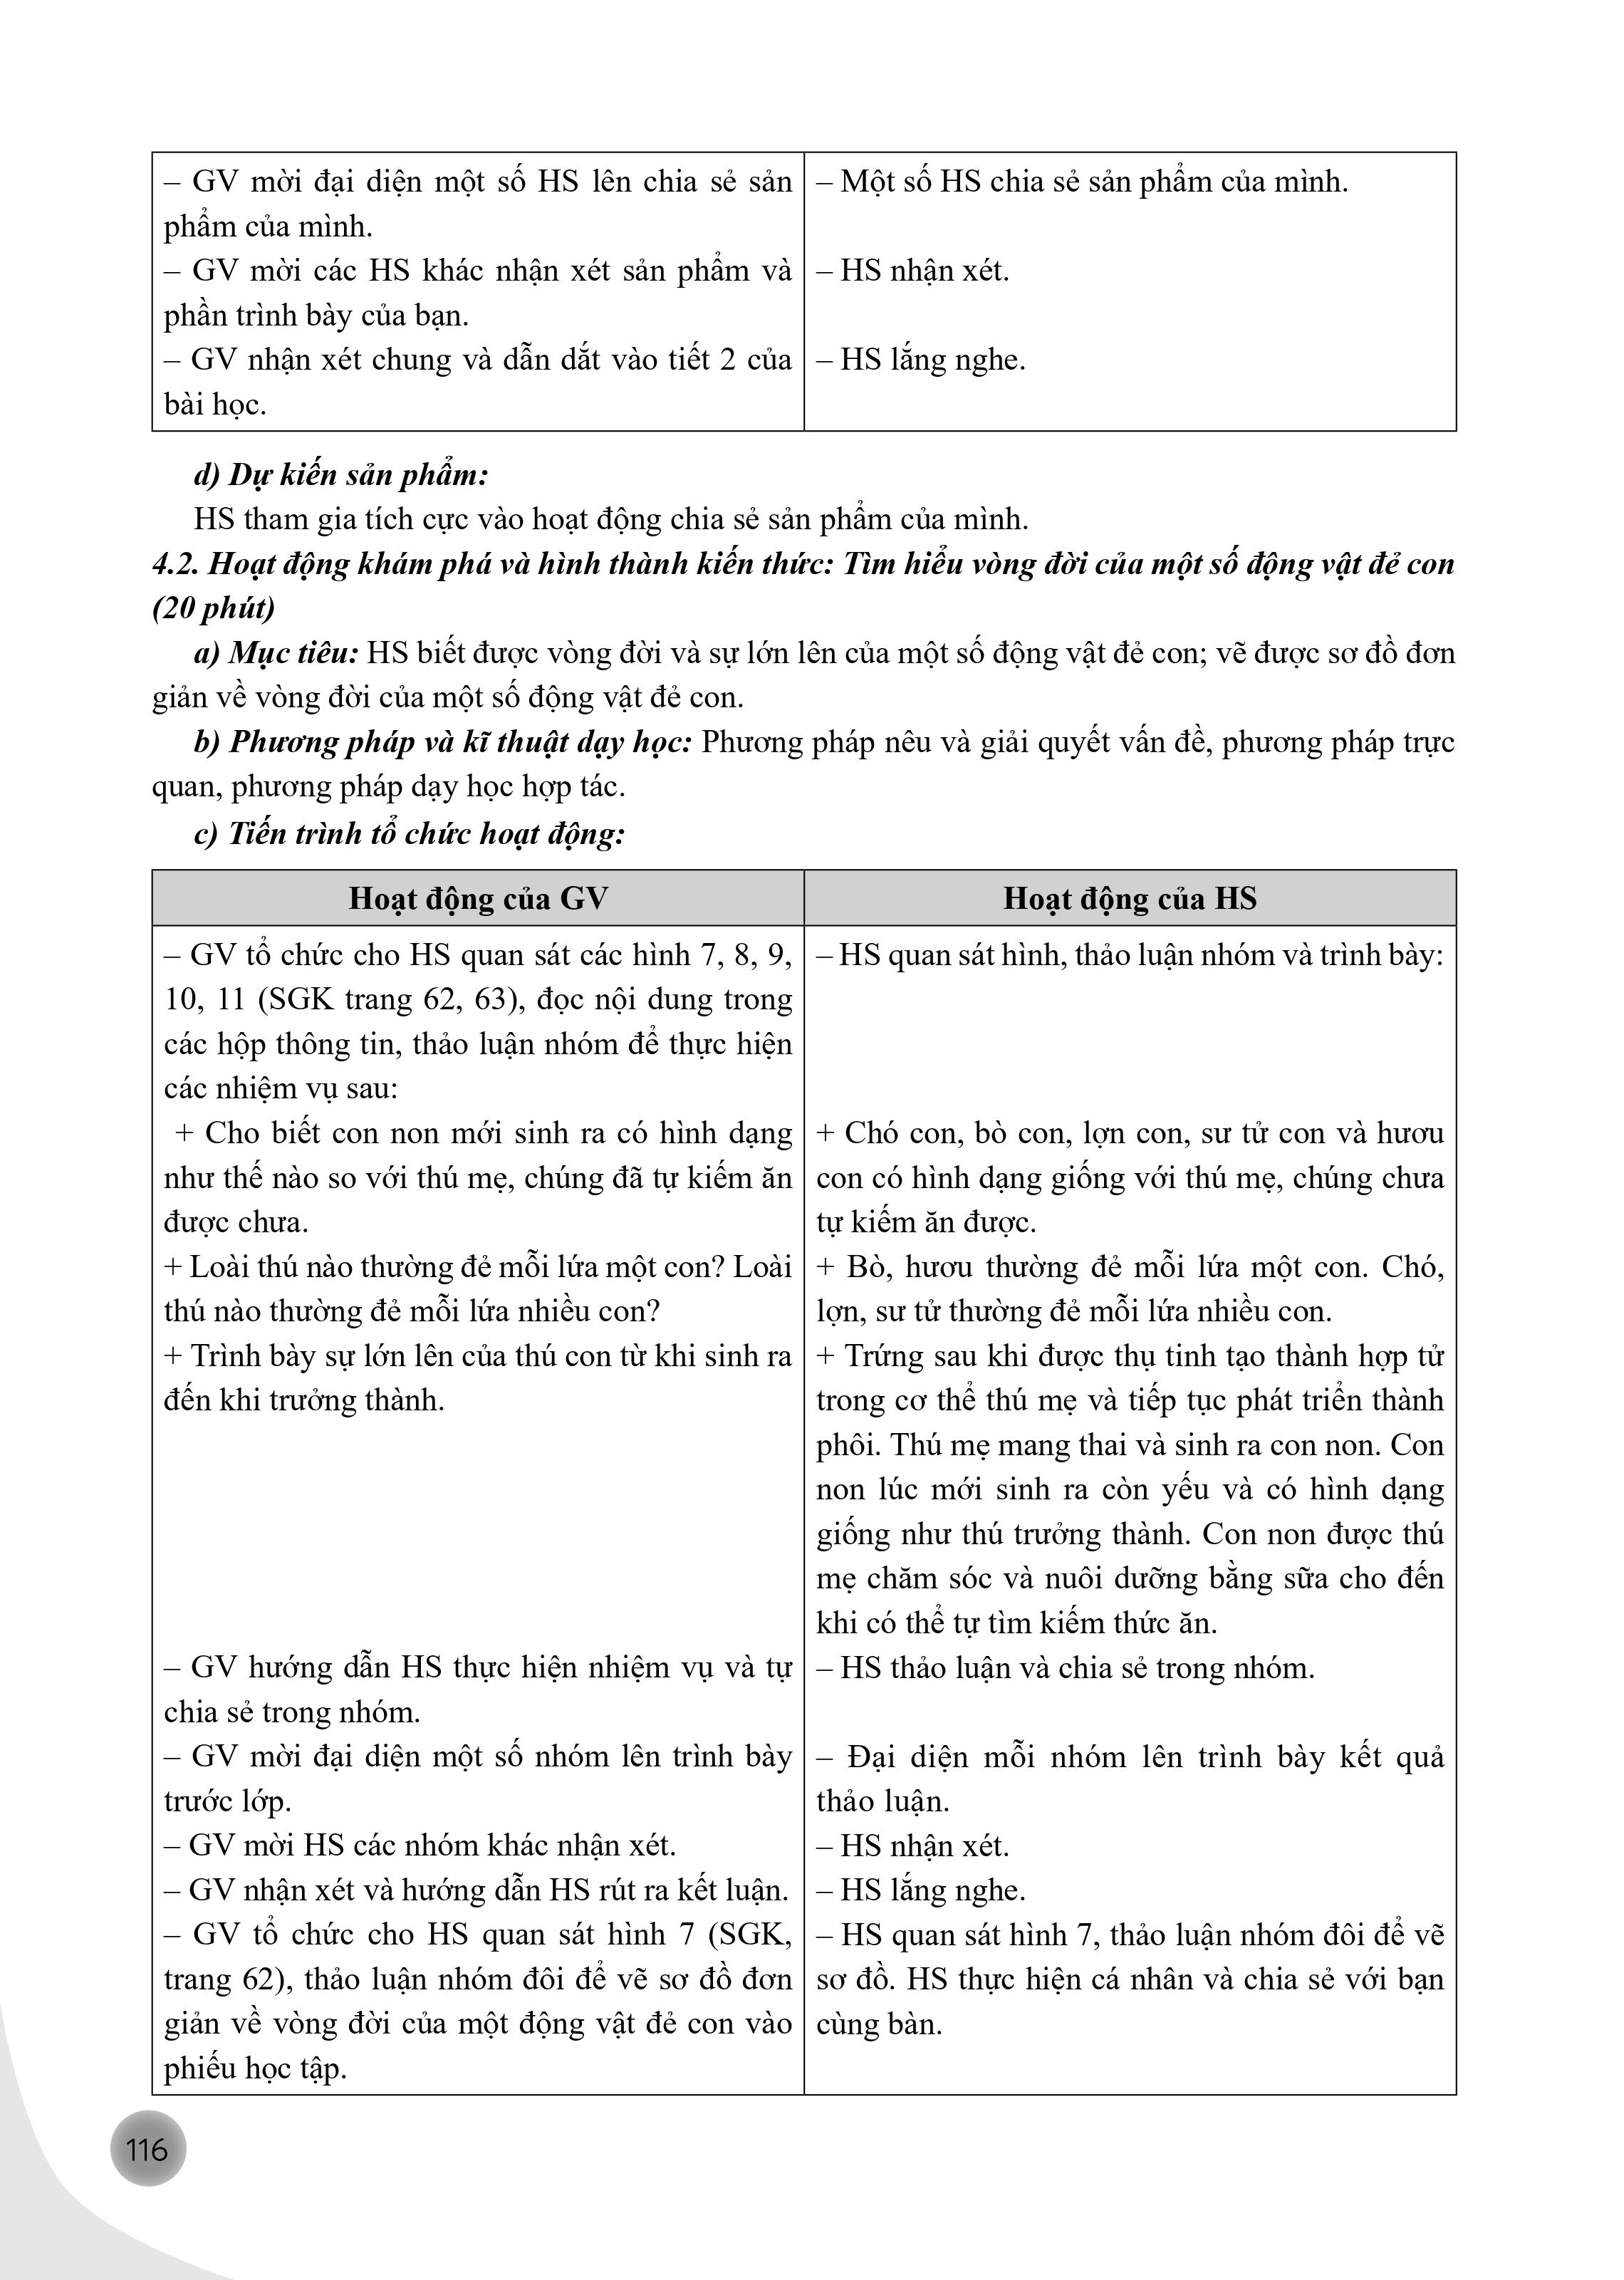 – GV mời đại diện một số HS lên chia sẻ sản
phẩm của mình.
– GV mời các HS khác nhận xét sản phẩm và
phần trình bày của bạn.
– GV nhận xét chung và dẫn dắt vào tiết 2 của
bài học.
– Một số HS chia sẻ sản phẩm của mình.
– HS nhận xét.
– HS lắng nghe.
d) Dự kiến sản phẩm:
HS tham gia tích cực vào hoạt động chia sẻ sản phẩm của mình.
4.2. Hoạt động khám phá và hình thành kiến thức: Tìm hiểu vòng đời của một số động vật đẻ con
(20 phút)
a) Mục tiêu: HS biết được vòng đời và sự lớn lên của một số động vật đẻ con; vẽ được sơ đồ đơn
giản về vòng đời của một số động vật đẻ con.
b) Phương pháp và kĩ thuật dạy học: Phương pháp nêu và giải quyết vấn đề, phương pháp trực
quan, phương pháp dạy học hợp tác.
c) Tiến trình tổ chức hoạt động:
Hoạt động của GV
Hoạt động của HS
– GV tổ chức cho HS quan sát các hình 7, 8, 9,
10, 11 (SGK trang 62, 63), đọc nội dung trong
các hộp thông tin, thảo luận nhóm để thực hiện
các nhiệm vụ sau:
+ Cho biết con non mới sinh ra có hình dạng
như thế nào so với thú mẹ, chúng đã tự kiếm ăn
được chưa.
+ Loài thú nào thường đẻ mỗi lứa một con? Loài
thú nào thường đẻ mỗi lứa nhiều con?
+ Trình bày sự lớn lên của thú con từ khi sinh ra
đến khi trưởng thành.
– GV hướng dẫn HS thực hiện nhiệm vụ và tự
chia sẻ trong nhóm.
– GV mời đại diện một số nhóm lên trình bày
trước lớp.
– GV mời HS các nhóm khác nhận xét.
– GV nhận xét và hướng dẫn HS rút ra kết luận.
– GV tổ chức cho HS quan sát hình 7 (SGK,
trang 62), thảo luận nhóm đôi để vẽ sơ đồ đơn
giản về vòng đời của một động vật đẻ con vào
phiếu học tập.
– HS quan sát hình, thảo luận nhóm và trình bày:
+ Chó con, bò con, lợn con, sư tử con và hươu
con có hình dạng giống với thú mẹ, chúng chưa
tự kiếm ăn được.
+ Bò, hươu thường đẻ mỗi lứa một con. Chó,
lợn, sư tử thường đẻ mỗi lứa nhiều con.
+ Trứng sau khi được thụ tinh tạo thành hợp tử
trong cơ thể thú mẹ và tiếp tục phát triển thành
phôi. Thú mẹ mang thai và sinh ra con non. Con
non lúc mới sinh ra còn yếu và có hình dạng
giống như thú trưởng thành. Con non được thú
mẹ chăm sóc và nuôi dưỡng bằng sữa cho đến
khi có thể tự tìm kiếm thức ăn.
– HS thảo luận và chia sẻ trong nhóm.
– Đại diện mỗi nhóm lên trình bày kết quả
thảo luận.
– HS nhận xét.
– HS lắng nghe.
– HS quan sát hình 7, thảo luận nhóm đôi để vẽ
sơ đồ. HS thực hiện cá nhân và chia sẻ với bạn
cùng bàn.
116